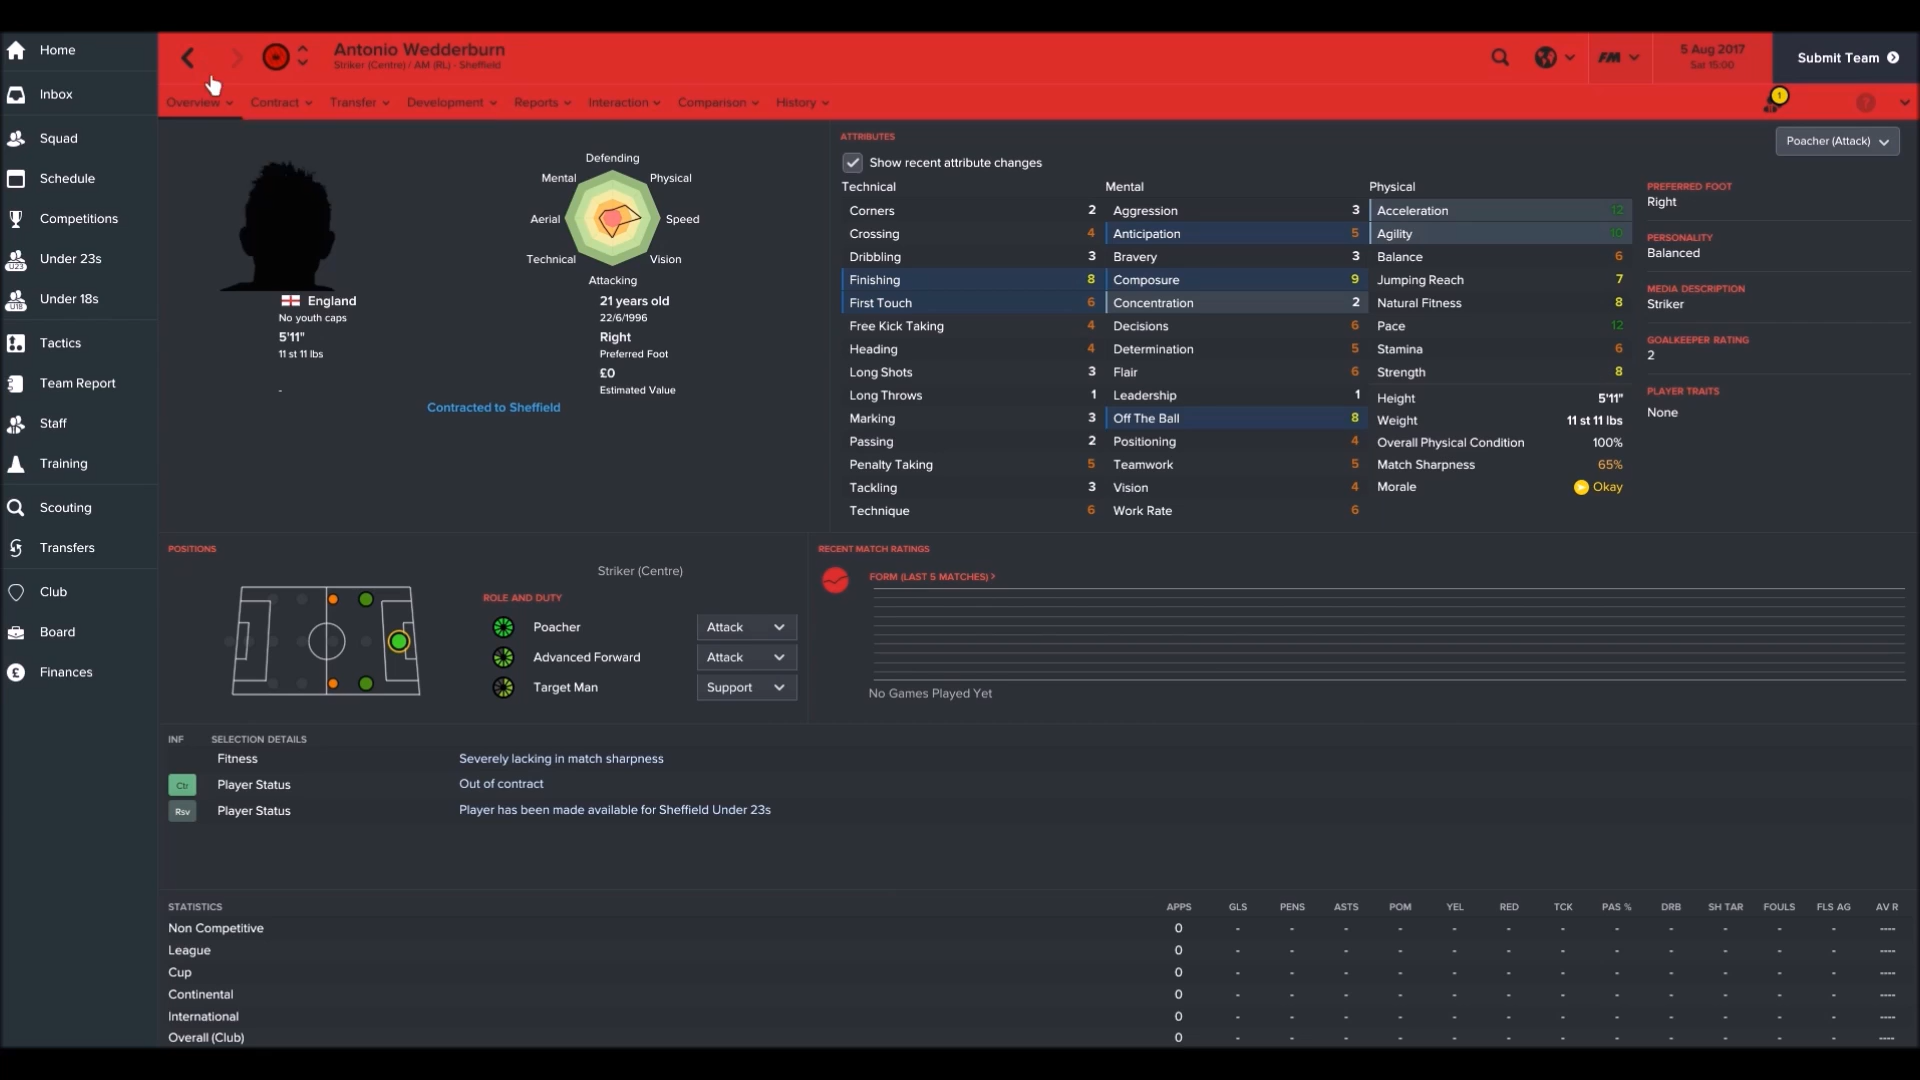 Home
Inbox
Squad
Schedule
Competitions
U23 Under 23s
U18 Under 18s
Tactics
Team Report
Staff
Training
Scouting
Transfers
Club
Board
Finances
Antonio Wedderburn
Striker (Centre) / AM (RL) - Sheffield
FM
5 Aug 2017
Sat 15:00
Submit Team
Overview Contract Transfer Development Reports Interaction Comparison History
1 ?
Defending
Mental Physical
Aerial Speed
Technical Vision
Attacking
England
No youth caps
5'11"
11 st 11 lbs
-
21 years old
22/6/1996
Right
Preferred Foot
£0
Estimated Value
Contracted to Sheffield
ATTRIBUTES
Show recent attribute changes
Poacher (Attack)
Technical Mental Physical
Corners 2 Aggression 3 Acceleration 12
Crossing 4 Anticipation 5 Agility 10
Dribbling 3 Bravery 3 Balance 6
Finishing 8 Composure 9 Jumping Reach 7
First Touch 6 Concentration 2 Natural Fitness 8
Free Kick Taking 4 Decisions 6 Pace 12
Heading 4 Determination 5 Stamina 6
Long Shots 3 Flair 6 Strength 8
Long Throws 1 Leadership 1 Height 5'11"
Marking 3 Off The Ball 8 Weight 11 st 11 lbs
Passing 2 Positioning 4 Overall Physical Condition 100%
Penalty Taking 5 Teamwork 5 Match Sharpness 65%
Tackling 3 Vision 4 Morale Okay
Technique 6 Work Rate 6
PREFERRED FOOT
Right
PERSONALITY
Balanced
MEDIA DESCRIPTION
Striker
GOALKEEPER RATING
2
PLAYER TRAITS
None
POSITIONS
Striker (Centre)
ROLE AND DUTY
Poacher Attack
Advanced Forward Attack
Target Man Support
RECENT MATCH RATINGS
FORM (LAST 5 MATCHES) >
No Games Played Yet
INF SELECTION DETAILS
Fitness Severely lacking in match sharpness
Ctr Player Status Out of contract
Rsv Player Status Player has been made available for Sheffield Under 23s
STATISTICS APPS GLS PENS ASTS POM YEL RED TCK PAS % DRB SH TAR FOULS FLS AG AV R
Non Competitive 0 - - - - - - - - - - - - ----
League 0 - - - - - - - - - - - - ----
Cup 0 - - - - - - - - - - - - ----
Continental 0 - - - - - - - - - - - - ----
International 0 - - - - - - - - - - - - ----
Overall (Club) 0 - - - - - - - - - - - - ----